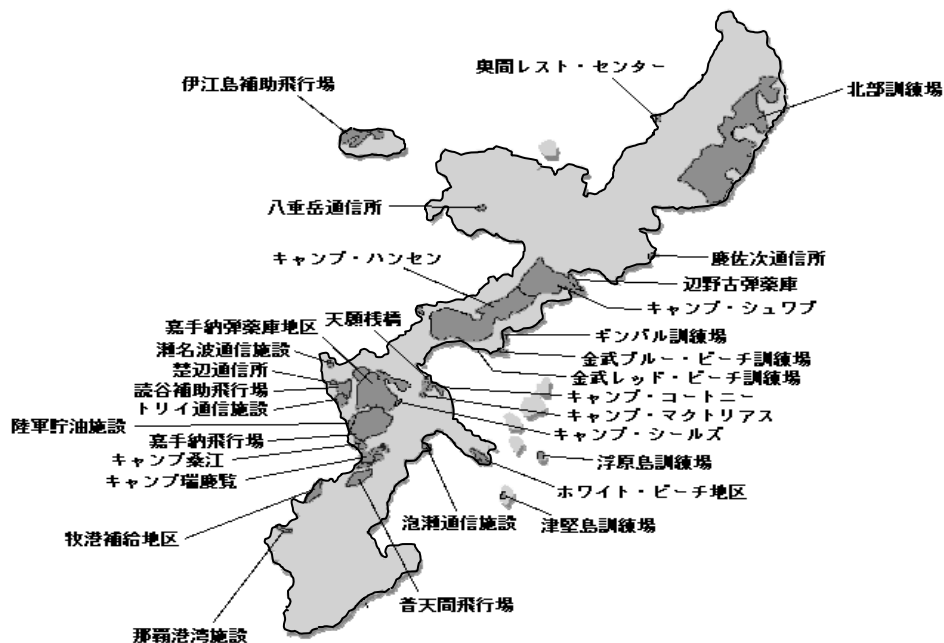 奥間レスト・センター
伊江島補助飛行場
北部訓練場
八重岳通信所
キャンプ・ハンセン
慶佐次通信所
辺野古弾薬庫
キャンプ・シュワブ
天願桟橋
嘉手納弾薬庫地区
ギンバル訓練場
瀬名波通信施設
金武ブルー・ビーチ訓練場
楚辺通信所
金武レッド・ビーチ訓練場
読谷補助飛行場
キャンプ・コートニー
トリイ通信施設
キャンプ・マクトリアス
陸軍貯油施設
キャンプ・シールズ
嘉手納飛行場
キャンプ桑江
浮原島訓練場
キャンプ瑞慶覧
ホワイト・ビーチ地区
泡瀬通信施設
津堅島訓練場
牧港補給地区
普天間飛行場
那覇港湾施設